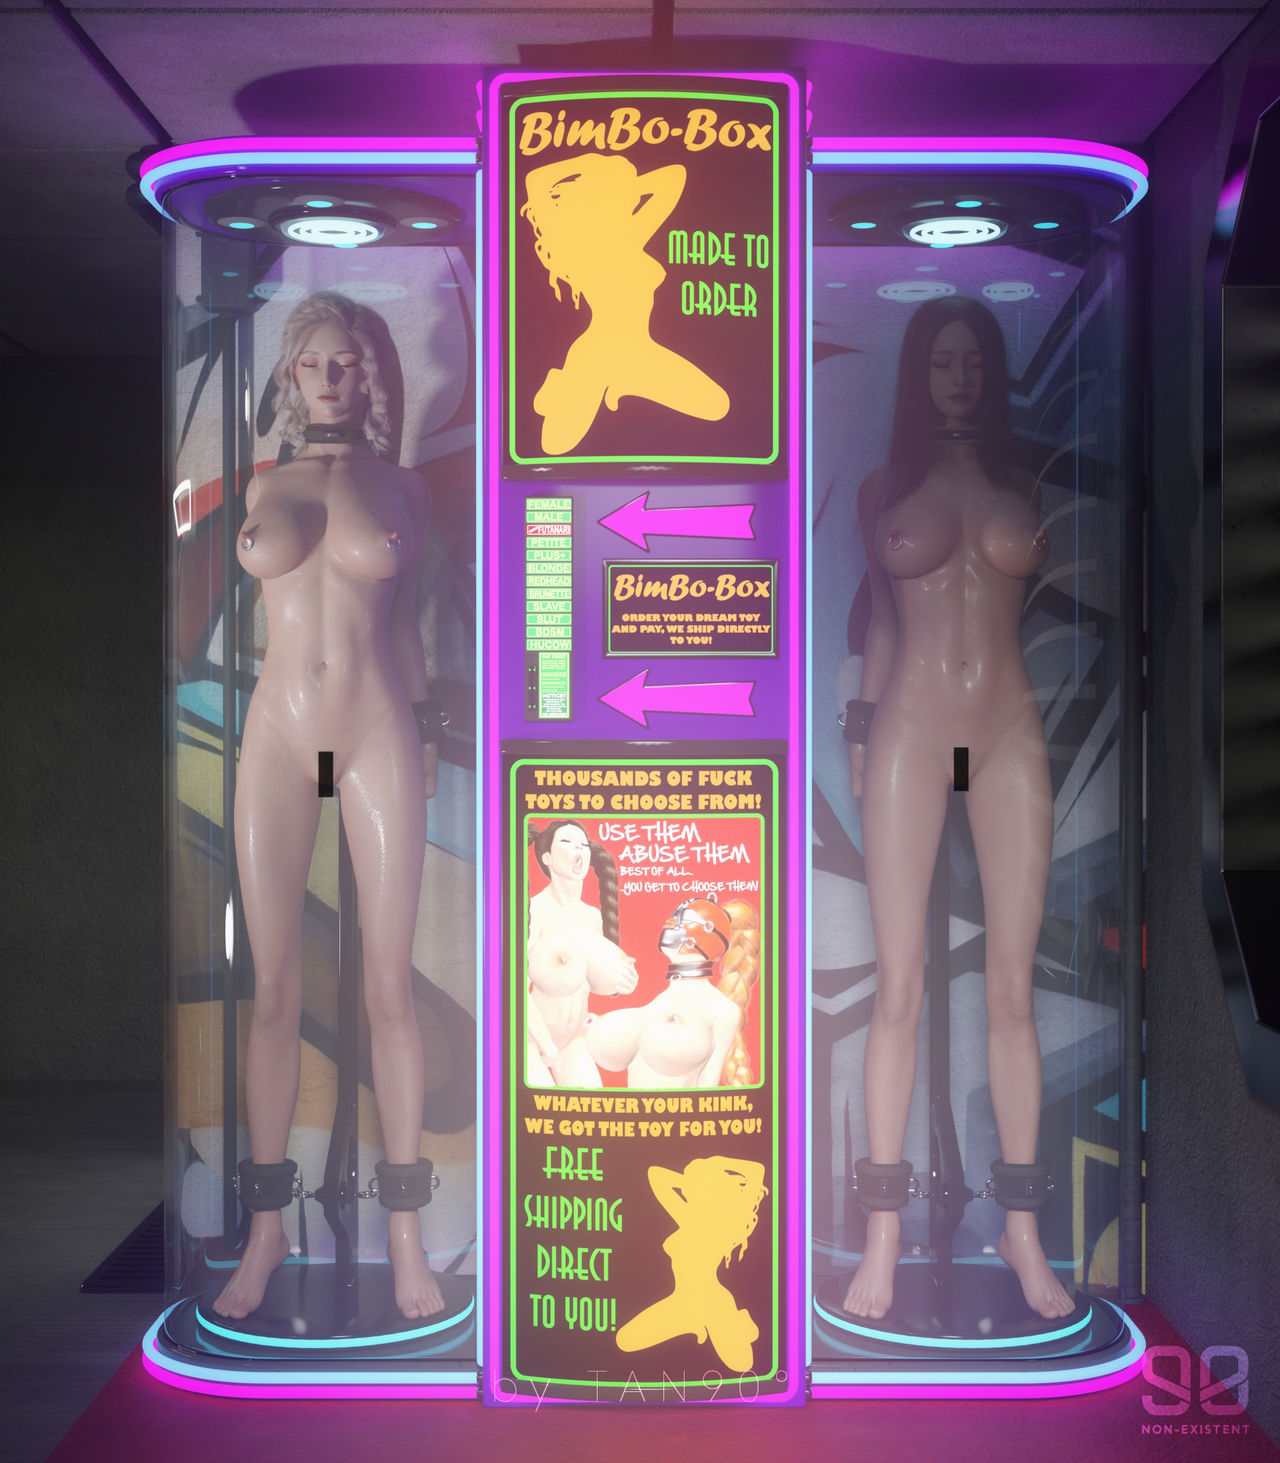 BimBo-Box
MADE TO
ORDER
FEMALE
MALE
FUTANARI
PETITE
PLUS+
BLONDE
REDHEAD
BRUNETTE
SLAVE
SLUT
BDSM
HUCOW
NOTICE!!
BimBo-Box
ORDER YOUR DREAM TOY
AND PAY, WE SHIP DIRECTLY
TO YOU!
THOUSANDS OF FUCK
TOYS TO CHOOSE FROM!
USE THEM
ABUSE THEM
BEST OF ALL..
..YOU GET TO CHOOSE THEM!
WHATEVER YOUR KINK,
WE GOT THE TOY FOR YOU!
FREE
SHIPPING
DIRECT
TO YOU!
by TAN90°
90
NON-EXISTENT